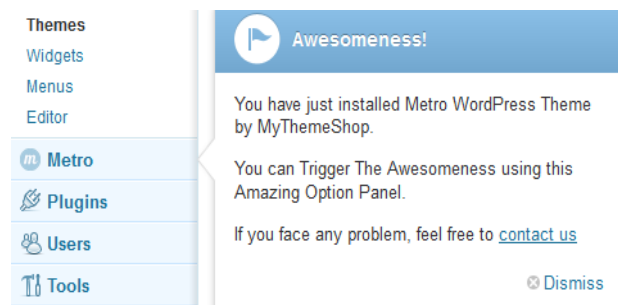 Themes
Widgets
Menus
Editor
m Metro
Plugins
Users
Tools
Awesomeness!
You have just installed Metro WordPress Theme
by MyThemeShop.
You can Trigger The Awesomeness using this
Amazing Option Panel.
If you face any problem, feel free to contact us
Dismiss